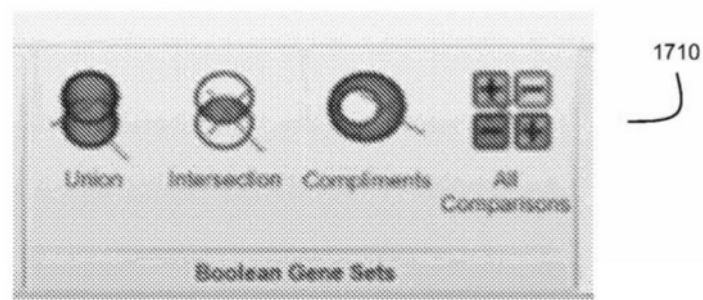 1710
Union Intersection Compliments All
Comparisons
Boolean Gene Sets